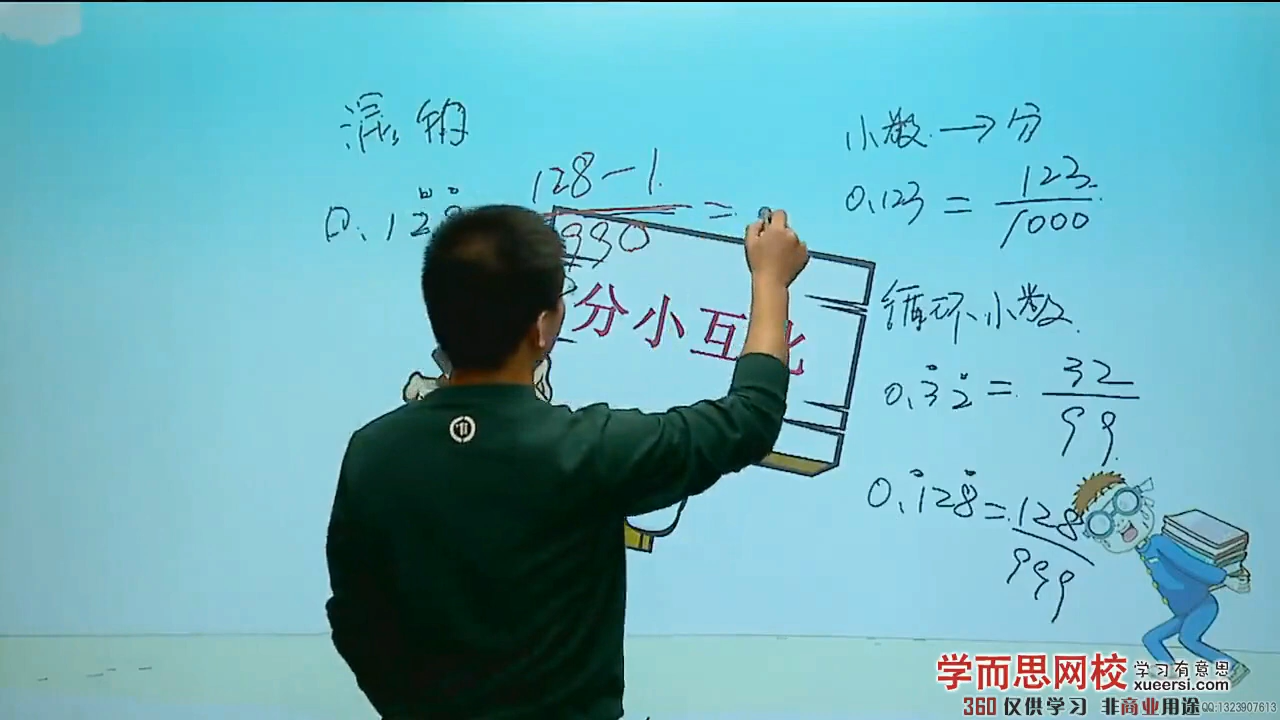 混循
0.12
128-1
990
=
分小互化
小数→分
0.123 = 123/1000
循环小数
0.3̇2̇ = 32/99
0.1̇28̇ = 128/999
学而思网校 学习有意思
xueersi.com
360 仅供学习 非商业用途 QQ:1323907613